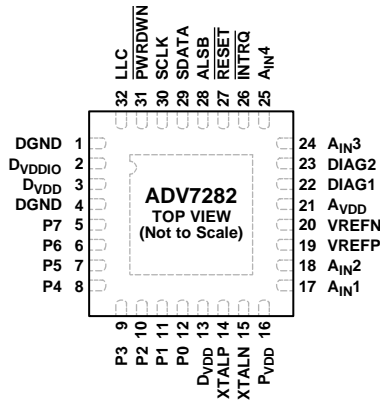 32 LLC
31 PWRDWN
30 SCLK
29 SDATA
28 ALSB
27 RESET
26 INTRQ
25 AIN4
DGND 1
DVDDIO 2
DVDD 3
DGND 4
P7 5
P6 6
P5 7
P4 8
ADV7282
TOP VIEW
(Not to Scale)
24 AIN3
23 DIAG2
22 DIAG1
21 AVDD
20 VREFN
19 VREFP
18 AIN2
17 AIN1
P3 9
P2 10
P1 11
P0 12
DVDD 13
XTALP 14
XTALN 15
PVDD 16